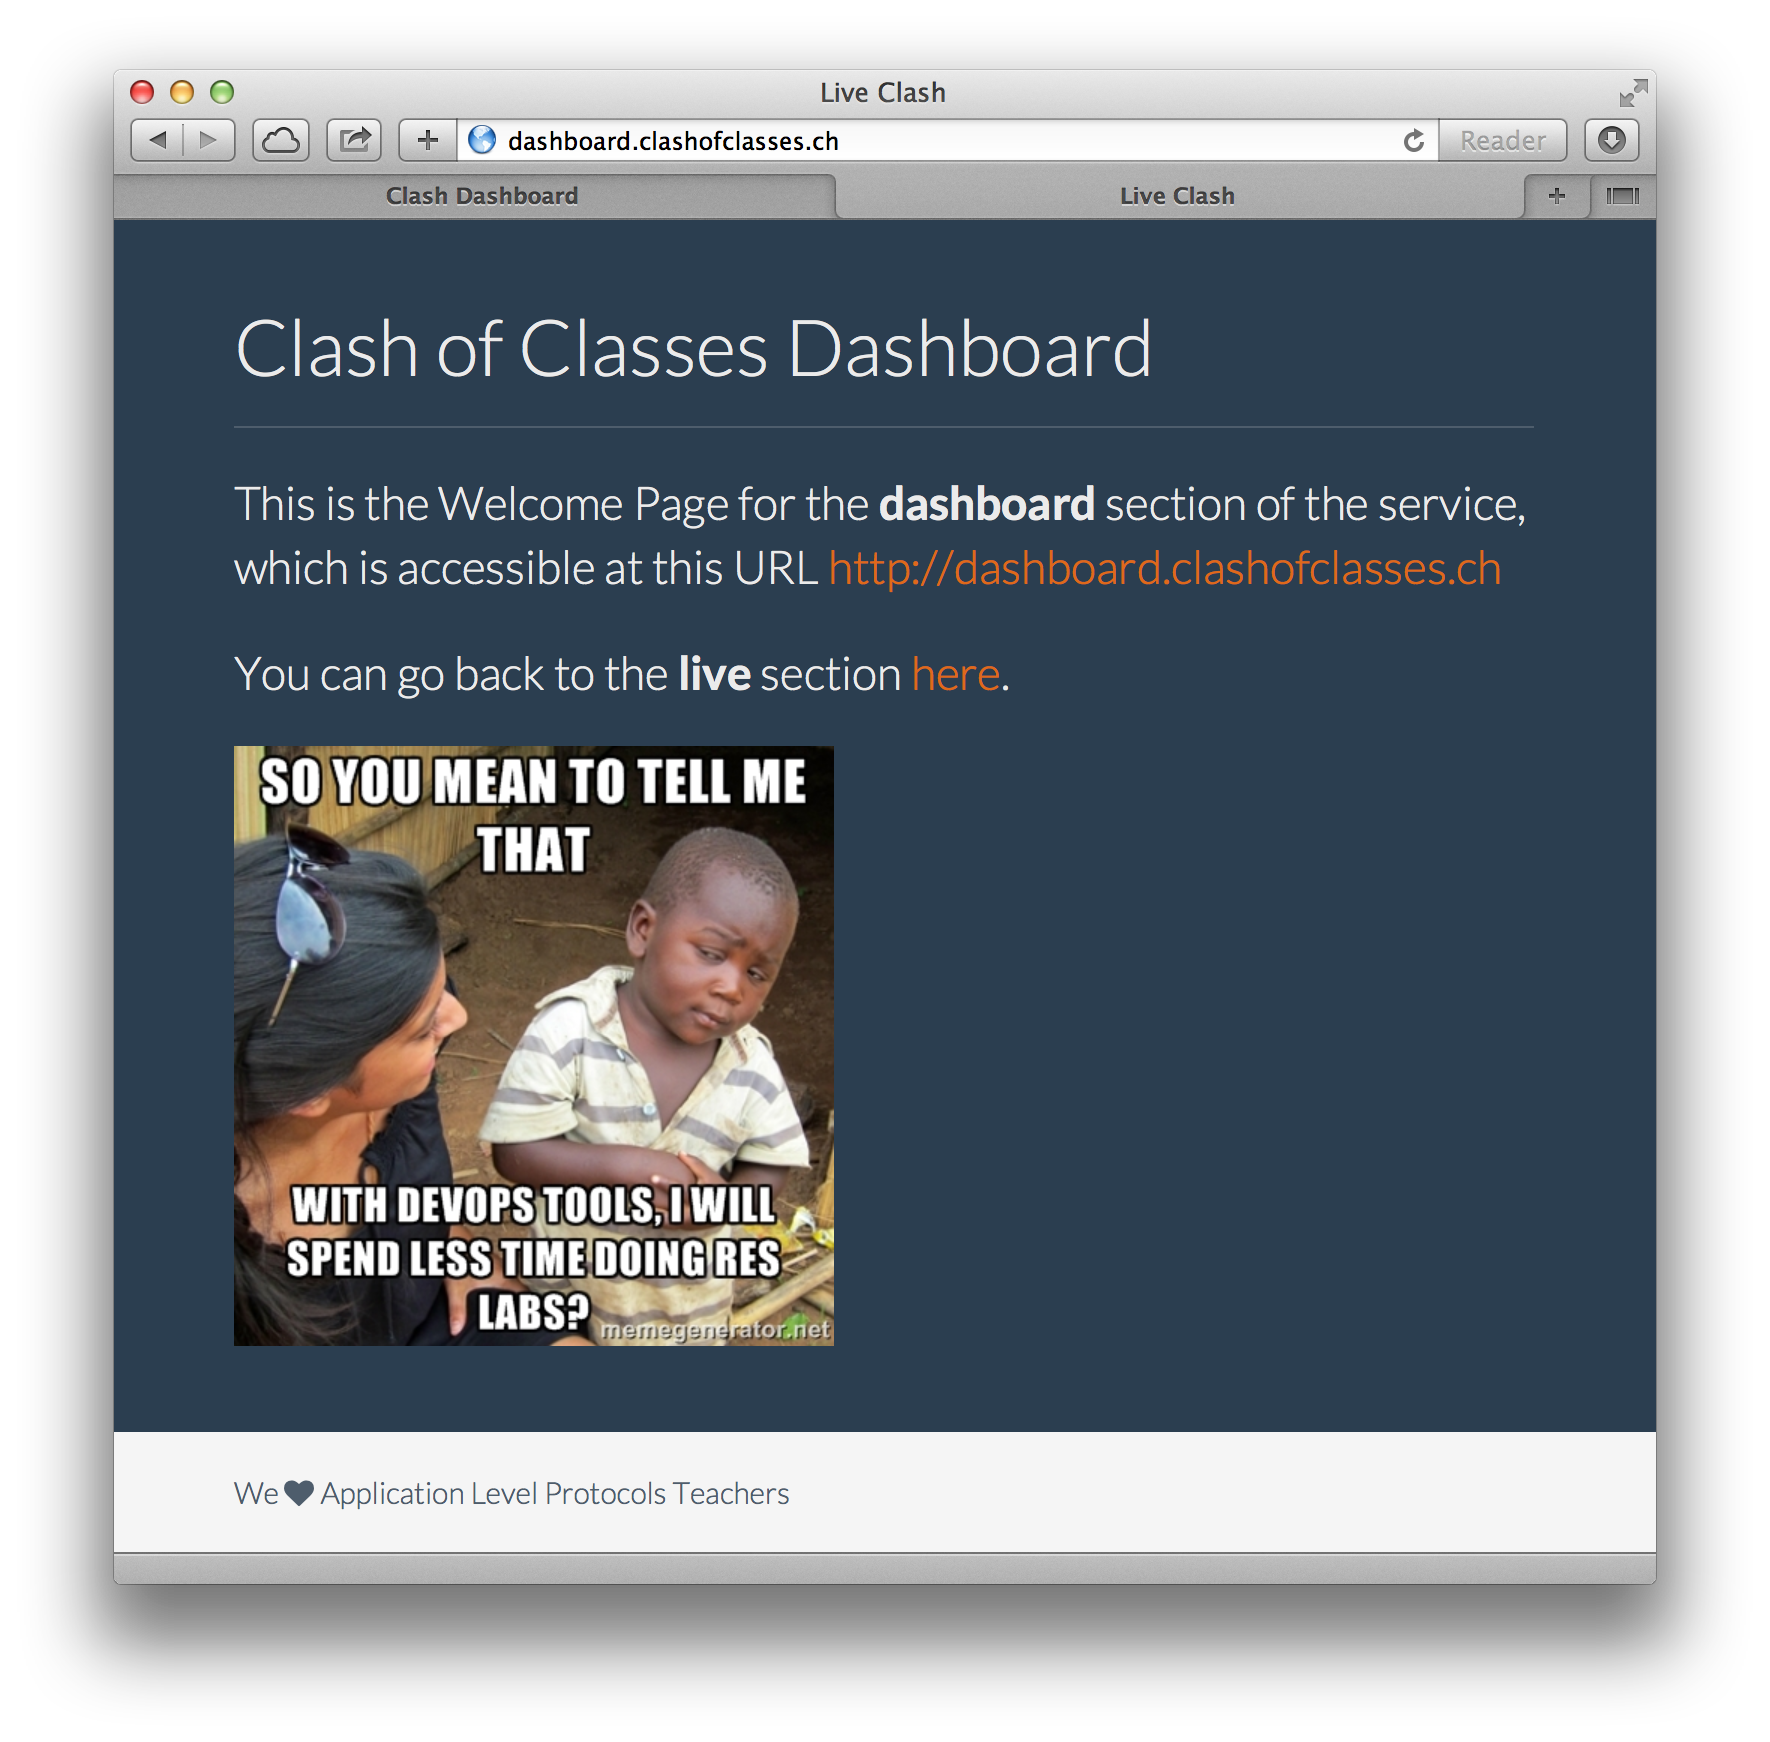 Live Clash
dashboard.clashofclasses.ch
Reader
Clash Dashboard
Live Clash
Clash of Classes Dashboard
This is the Welcome Page for the dashboard section of the service,
which is accessible at this URL http://dashboard.clashofclasses.ch
You can go back to the live section here.
SO YOU MEAN TO TELL ME
THAT
WITH DEVOPS TOOLS, I WILL
SPEND LESS TIME DOING RES
LABS?
memegenerator.net
We ♥ Application Level Protocols Teachers